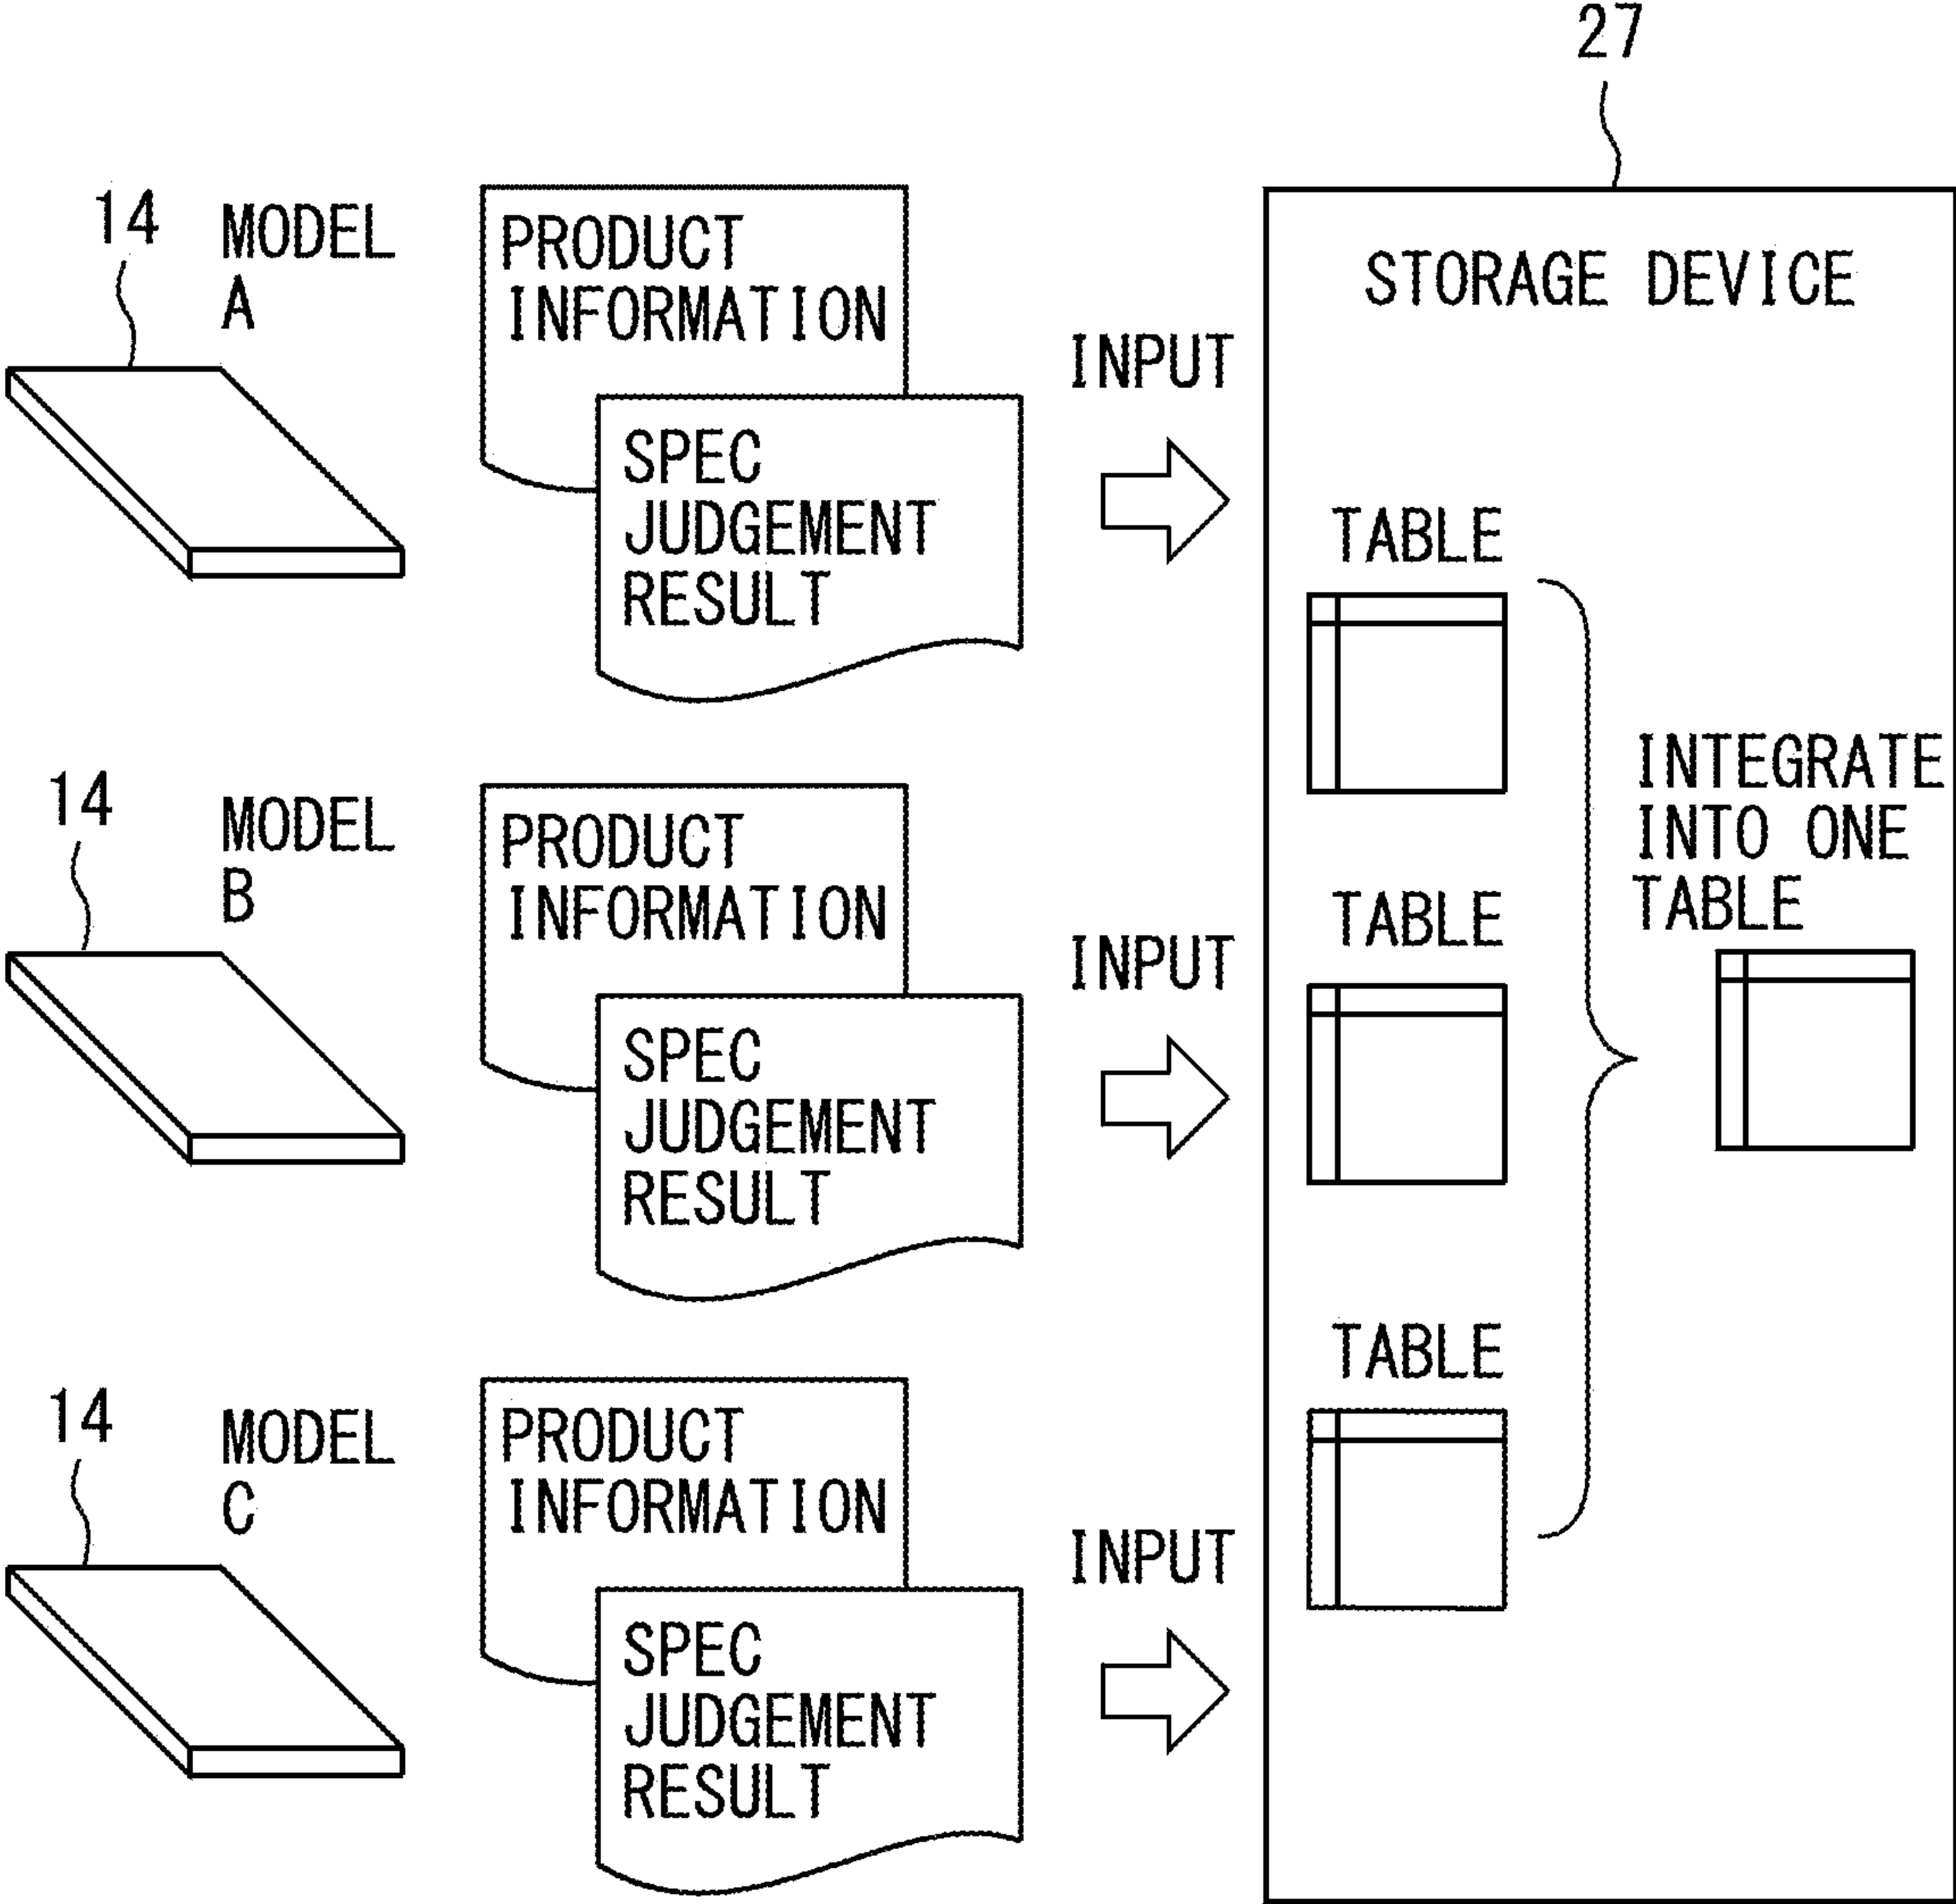 27
STORAGE DEVICE
14
MODEL
A
PRODUCT
INFORMATION
SPEC
JUDGEMENT
RESULT
INPUT
TABLE
14
MODEL
B
PRODUCT
INFORMATION
SPEC
JUDGEMENT
RESULT
INPUT
TABLE
INTEGRATE
INTO ONE
TABLE
14
MODEL
C
PRODUCT
INFORMATION
SPEC
JUDGEMENT
RESULT
INPUT
TABLE